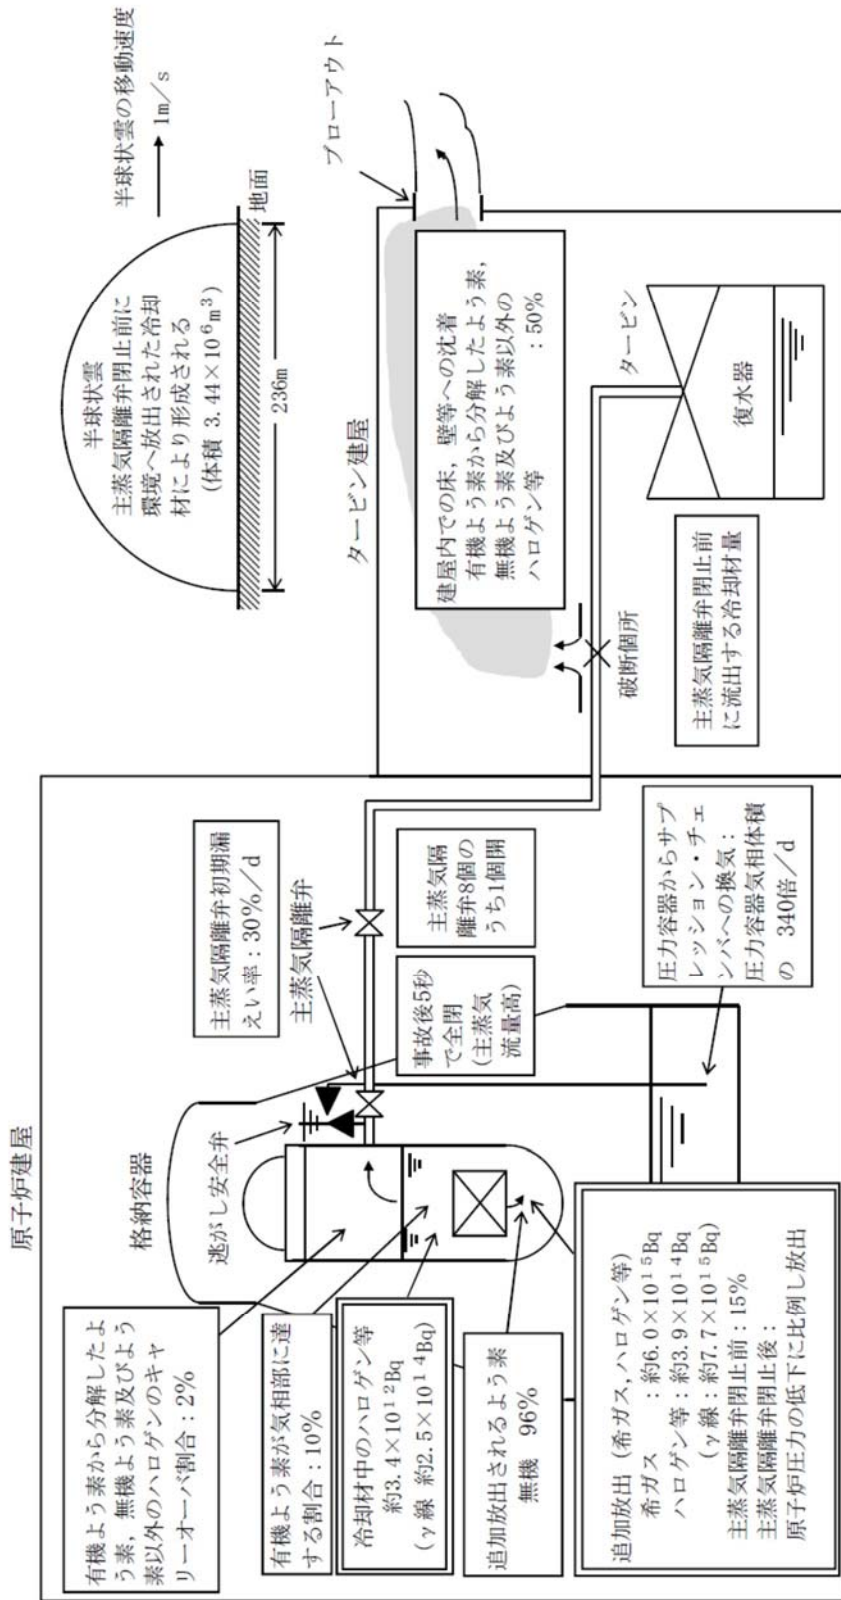 原子炉建屋
格納容器
逃がし安全弁
有機よう素から分解したよ
う素，無機よう素及びよう
素以外のハロゲンのキャ
リーオーバ割合：2%
有機よう素が気相部に達
する割合：10%
冷却材中のハロゲン等
約3.4×10¹²Bq
(γ線 約2.5×10¹⁴Bq)
追加放出されるよう素
無機 96%
追加放出（希ガス，ハロゲン等）
希ガス ：約6.0×10¹⁵Bq
ハロゲン等：約3.9×10¹⁴Bq
(γ線：約7.7×10¹⁵Bq)
主蒸気隔離弁閉止前：15%
主蒸気隔離弁閉止後：
原子炉圧力の低下に比例し放出
主蒸気隔離弁初期漏
えい率：30%/d
主蒸気隔離弁
事故後5秒
で全閉
(主蒸気
流量高)
主蒸気隔
離弁8個の
うち1個開
圧力容器からサプ
レッション・チェ
ンバへの換気：
圧力容器気相体積
の 340倍/d
タービン建屋
ブローアウト
建屋内での床，壁等への沈着
有機よう素から分解したよう素，
無機よう素及びよう素以外の
ハロゲン等 ：50%
破断個所
主蒸気隔離弁閉止前
に流出する冷却材量
タービン
復水器
半球状雲
主蒸気隔離弁閉止前に
環境へ放出された冷却
材により形成される
(体積 3.44×10⁶m³)
236m
地面
半球状雲の移動速度
1m/s